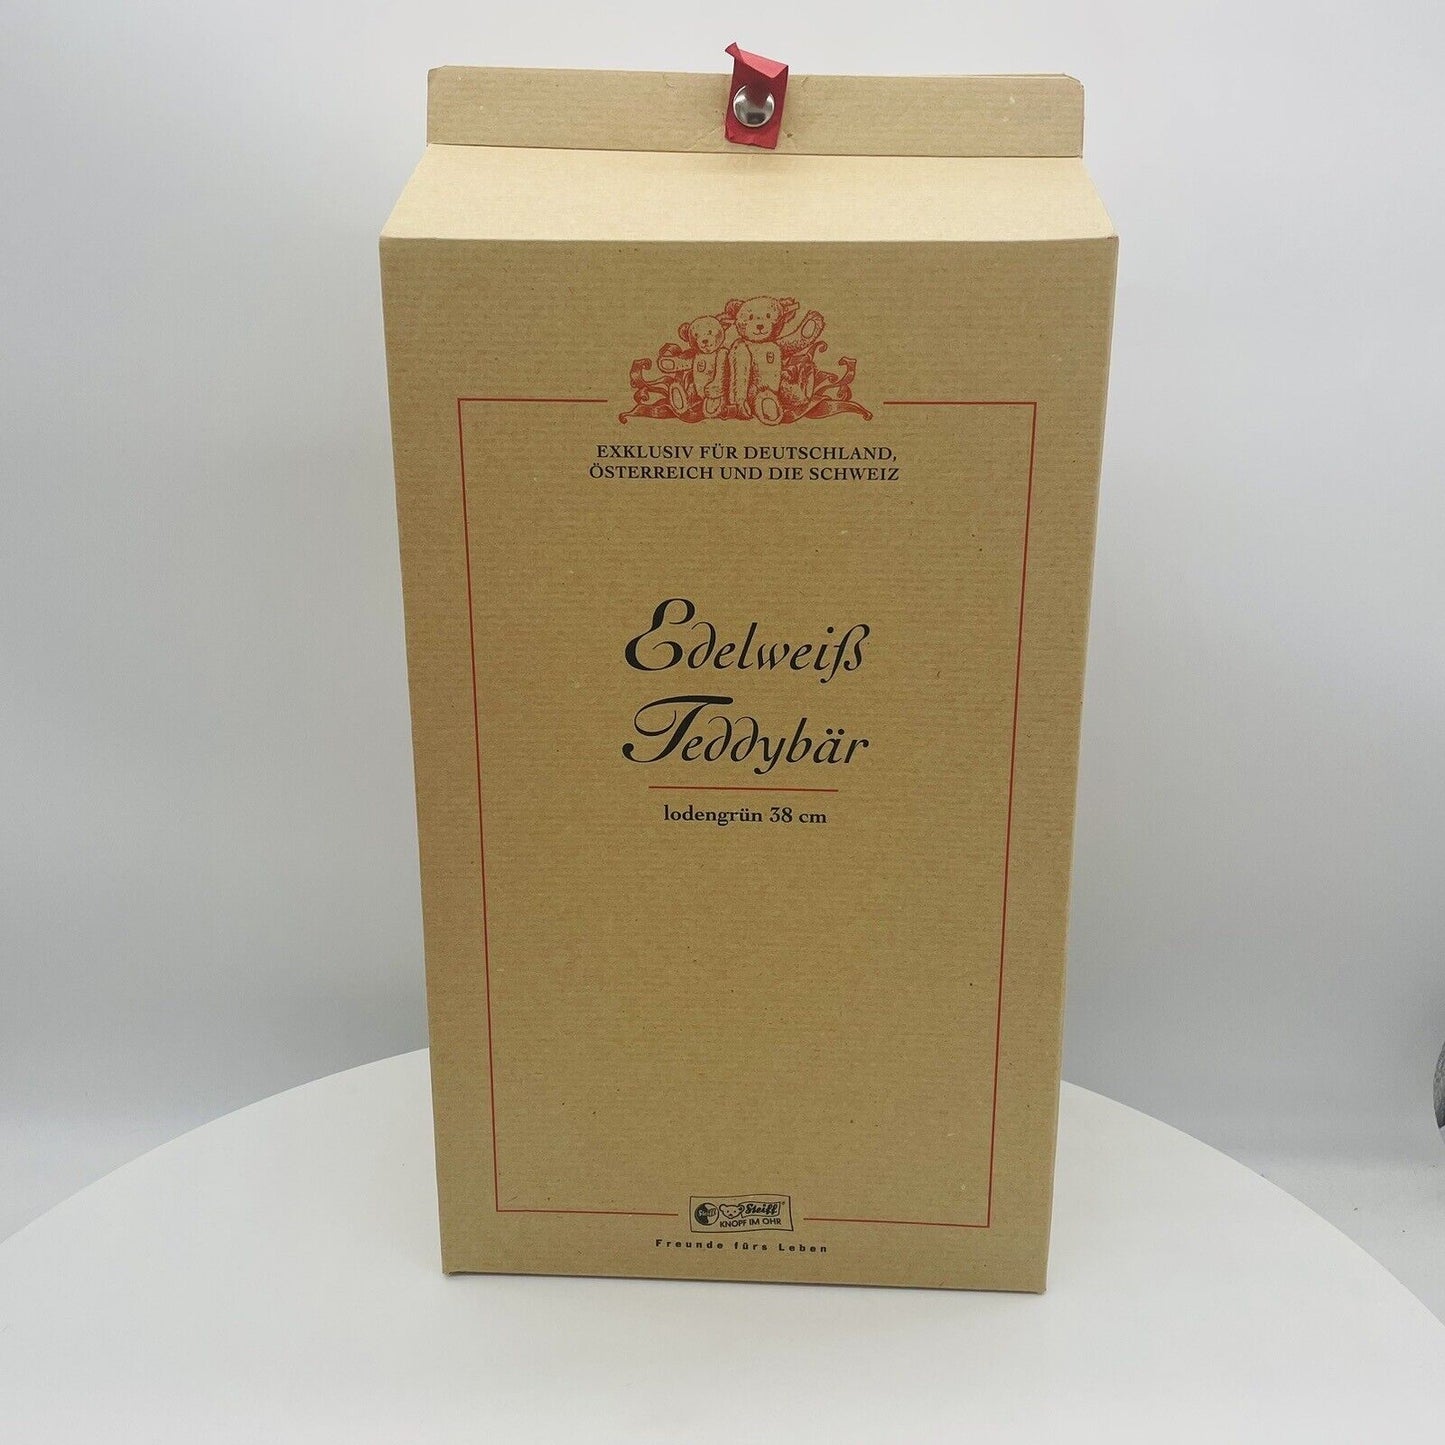 EXKLUSIV FÜR DEUTSCHLAND,
ÖSTERREICH UND DIE SCHWEIZ
Edelweiß
Teddybär
lodengrün 38 cm
Steiff Steiff®
KNOPF IM OHR
Freunde fürs Leben